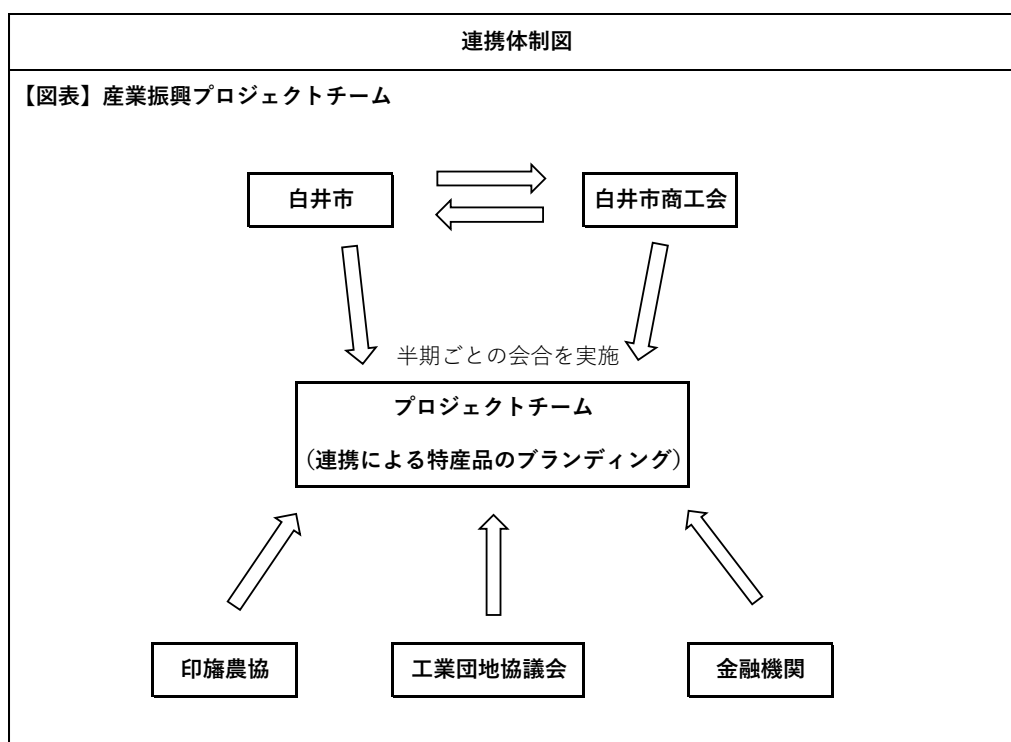 連携体制図
【図表】産業振興プロジェクトチーム
白井市
白井市商工会
半期ごとの会合を実施
プロジェクトチーム
（連携による特産品のブランディング）
印旛農協
工業団地協議会
金融機関